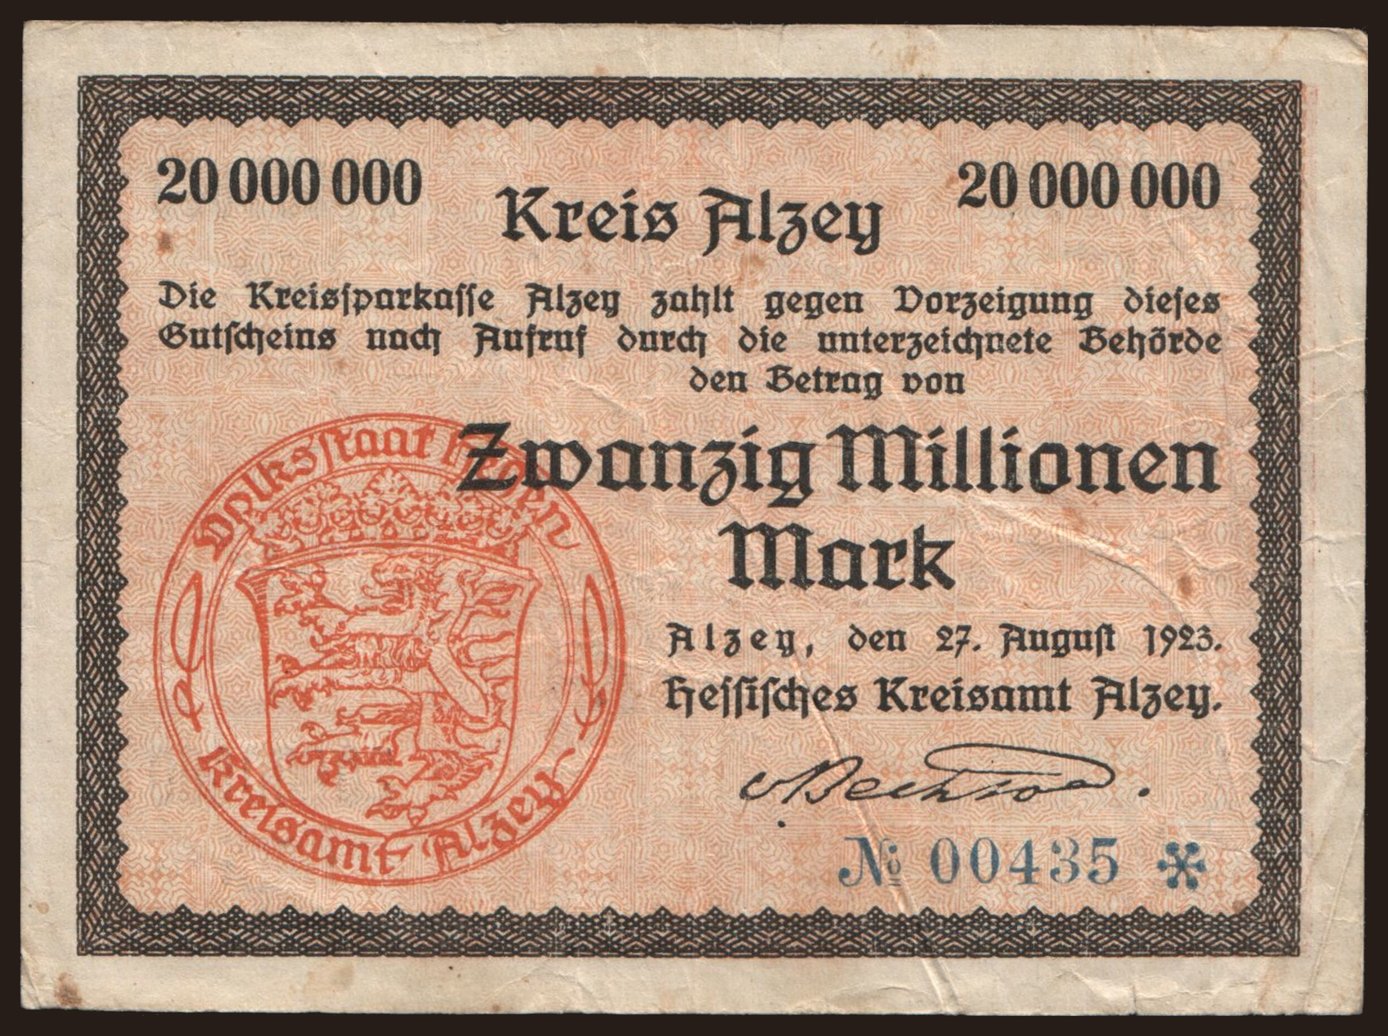 20 000 000
20 000 000
Kreis Alzey
Die Kreissparkasse Alzey zahlt gegen Vorzeigung dieses
Gutscheins nach Aufruf durch die unterzeichnete Behörde
den Betrag von
Zwanzig Millionen
Mark
Alzey, den 27. August 1923.
Hessisches Kreisamt Alzey.
№ 00435 *
Volksstaat Hessen
Kreisamt Alzey